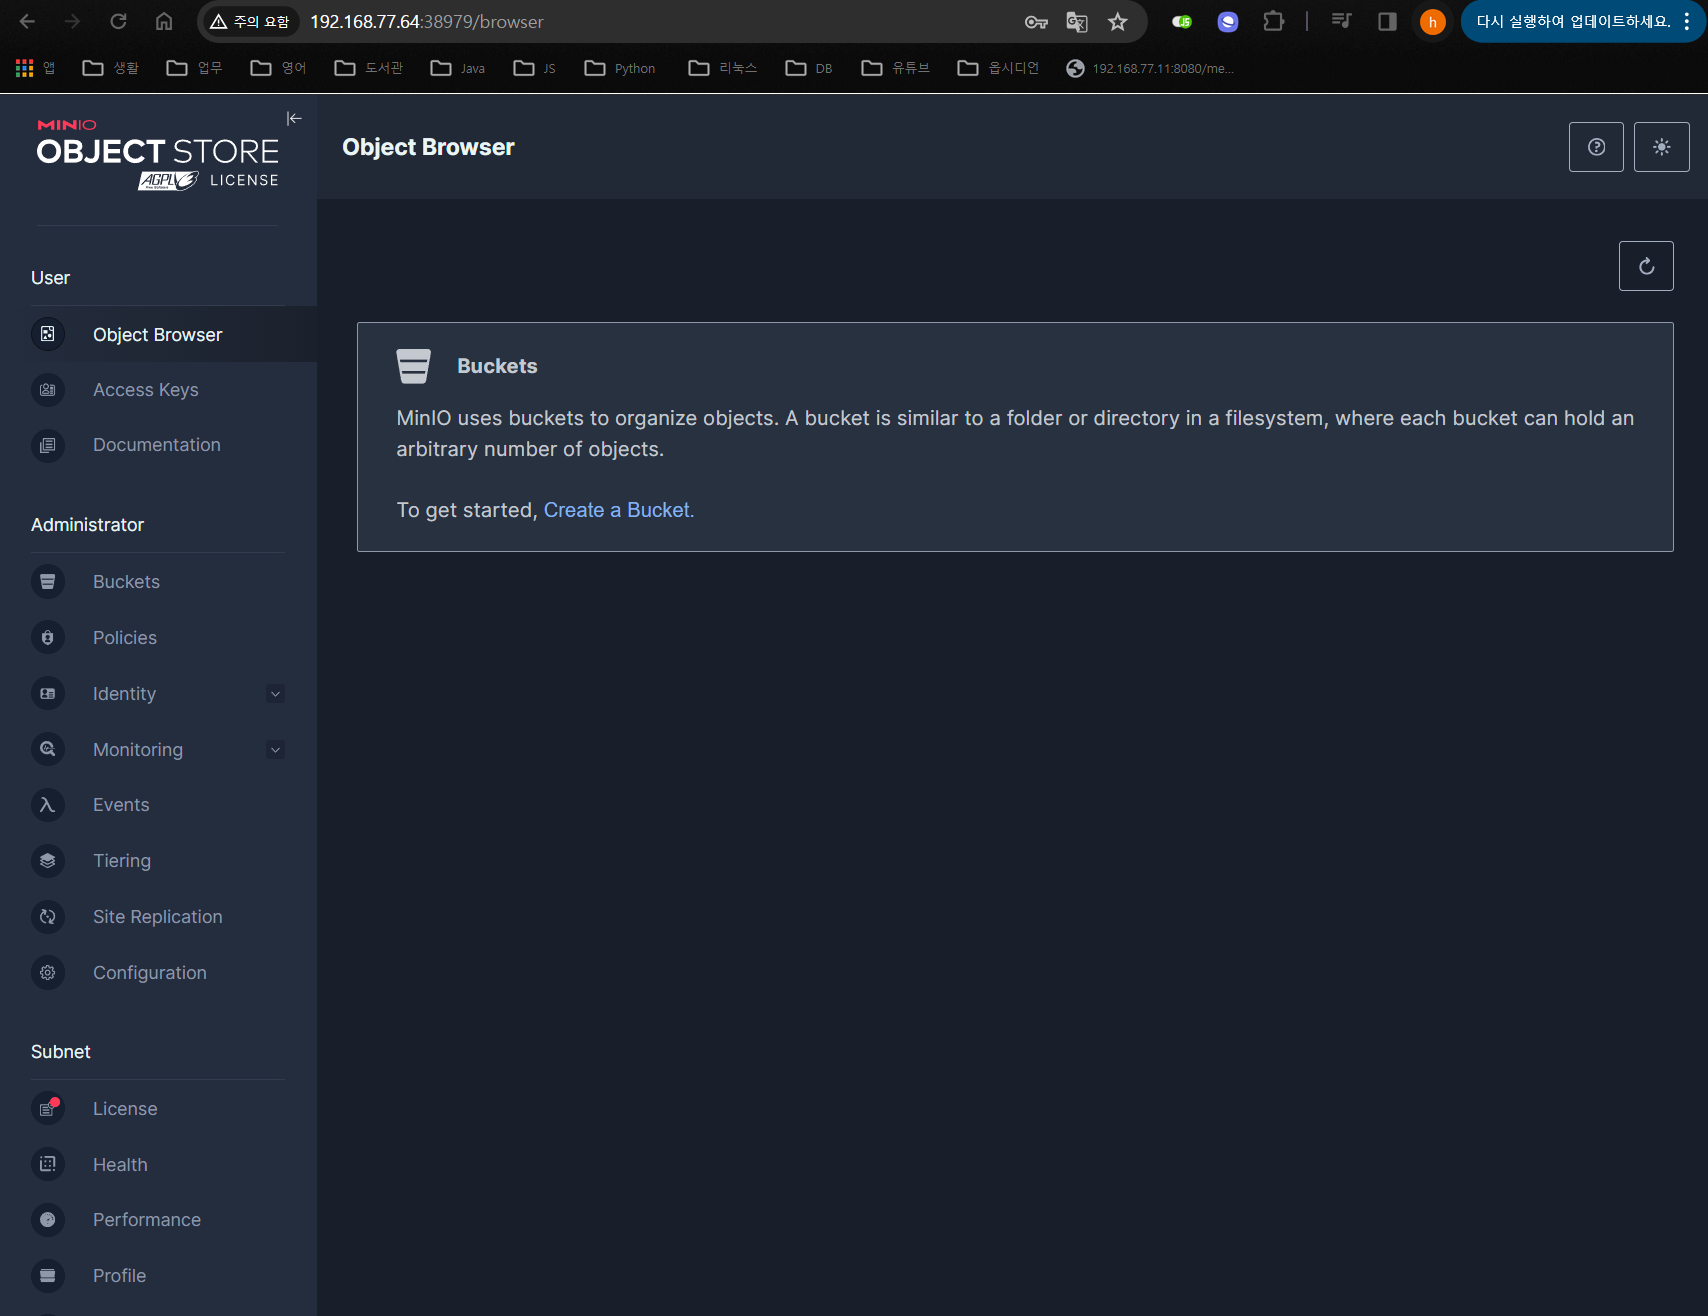 주의 요함
192.168.77.64:38979/browser
다시 실행하여 업데이트하세요.
앱 생활 업무 영어 도서관 Java JS Python 리눅스 DB 유튜브 옵시디언 192.168.77.11:8080/me...
MINIO
OBJECT STORE
AGPLv3 LICENSE
Free Software
Object Browser
User
Object Browser
Access Keys
Documentation
Administrator
Buckets
Policies
Identity
Monitoring
Events
Tiering
Site Replication
Configuration
Subnet
License
Health
Performance
Profile
Buckets
MinIO uses buckets to organize objects. A bucket is similar to a folder or directory in a filesystem, where each bucket can hold an
arbitrary number of objects.
To get started, Create a Bucket.
h
JS